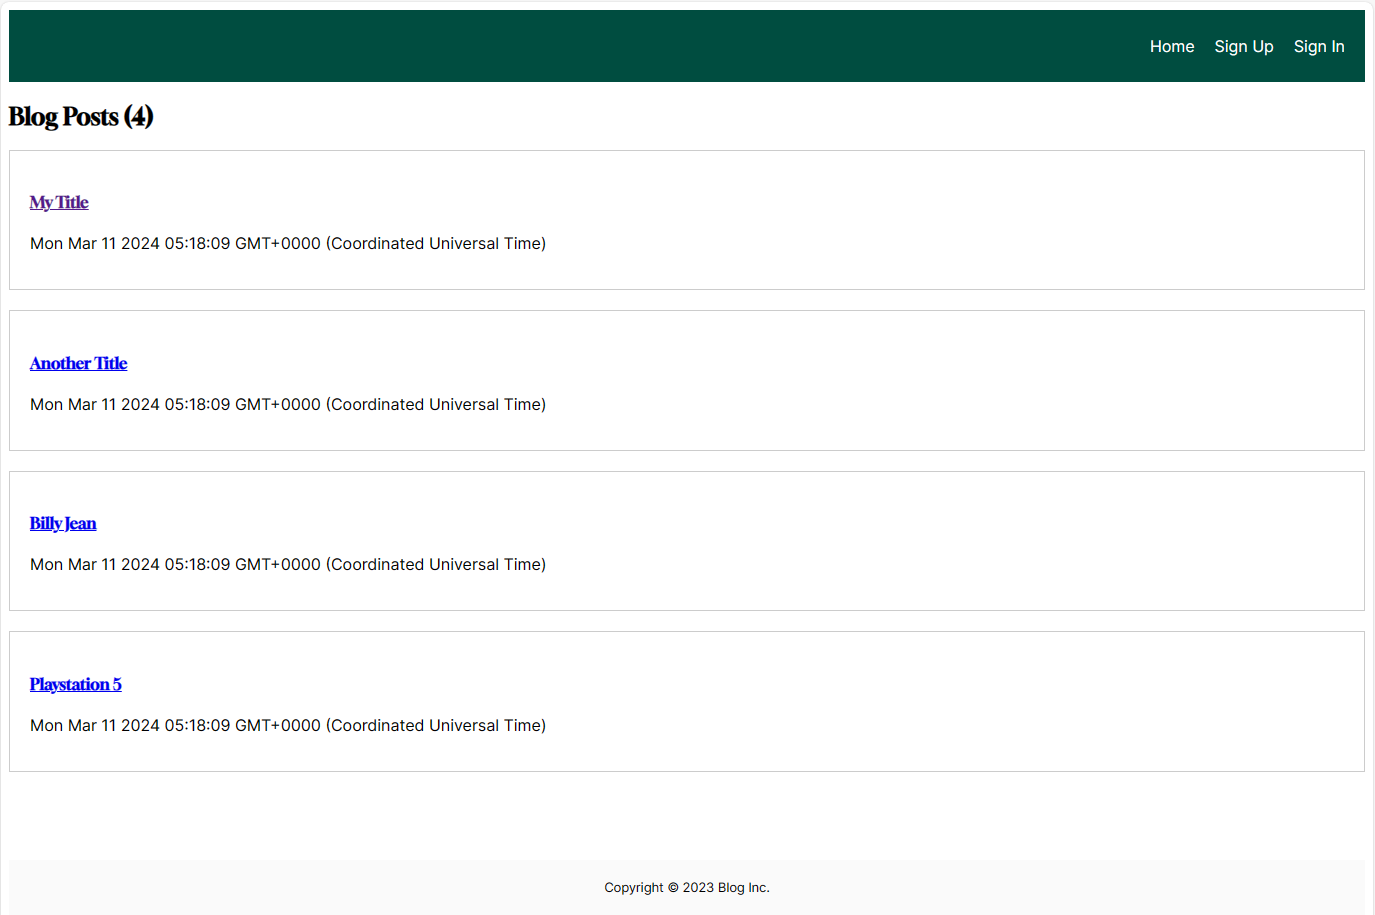 Home Sign Up Sign In
Blog Posts (4)
My Title
Mon Mar 11 2024 05:18:09 GMT+0000 (Coordinated Universal Time)
Another Title
Mon Mar 11 2024 05:18:09 GMT+0000 (Coordinated Universal Time)
Billy Jean
Mon Mar 11 2024 05:18:09 GMT+0000 (Coordinated Universal Time)
Playstation 5
Mon Mar 11 2024 05:18:09 GMT+0000 (Coordinated Universal Time)
Copyright © 2023 Blog Inc.